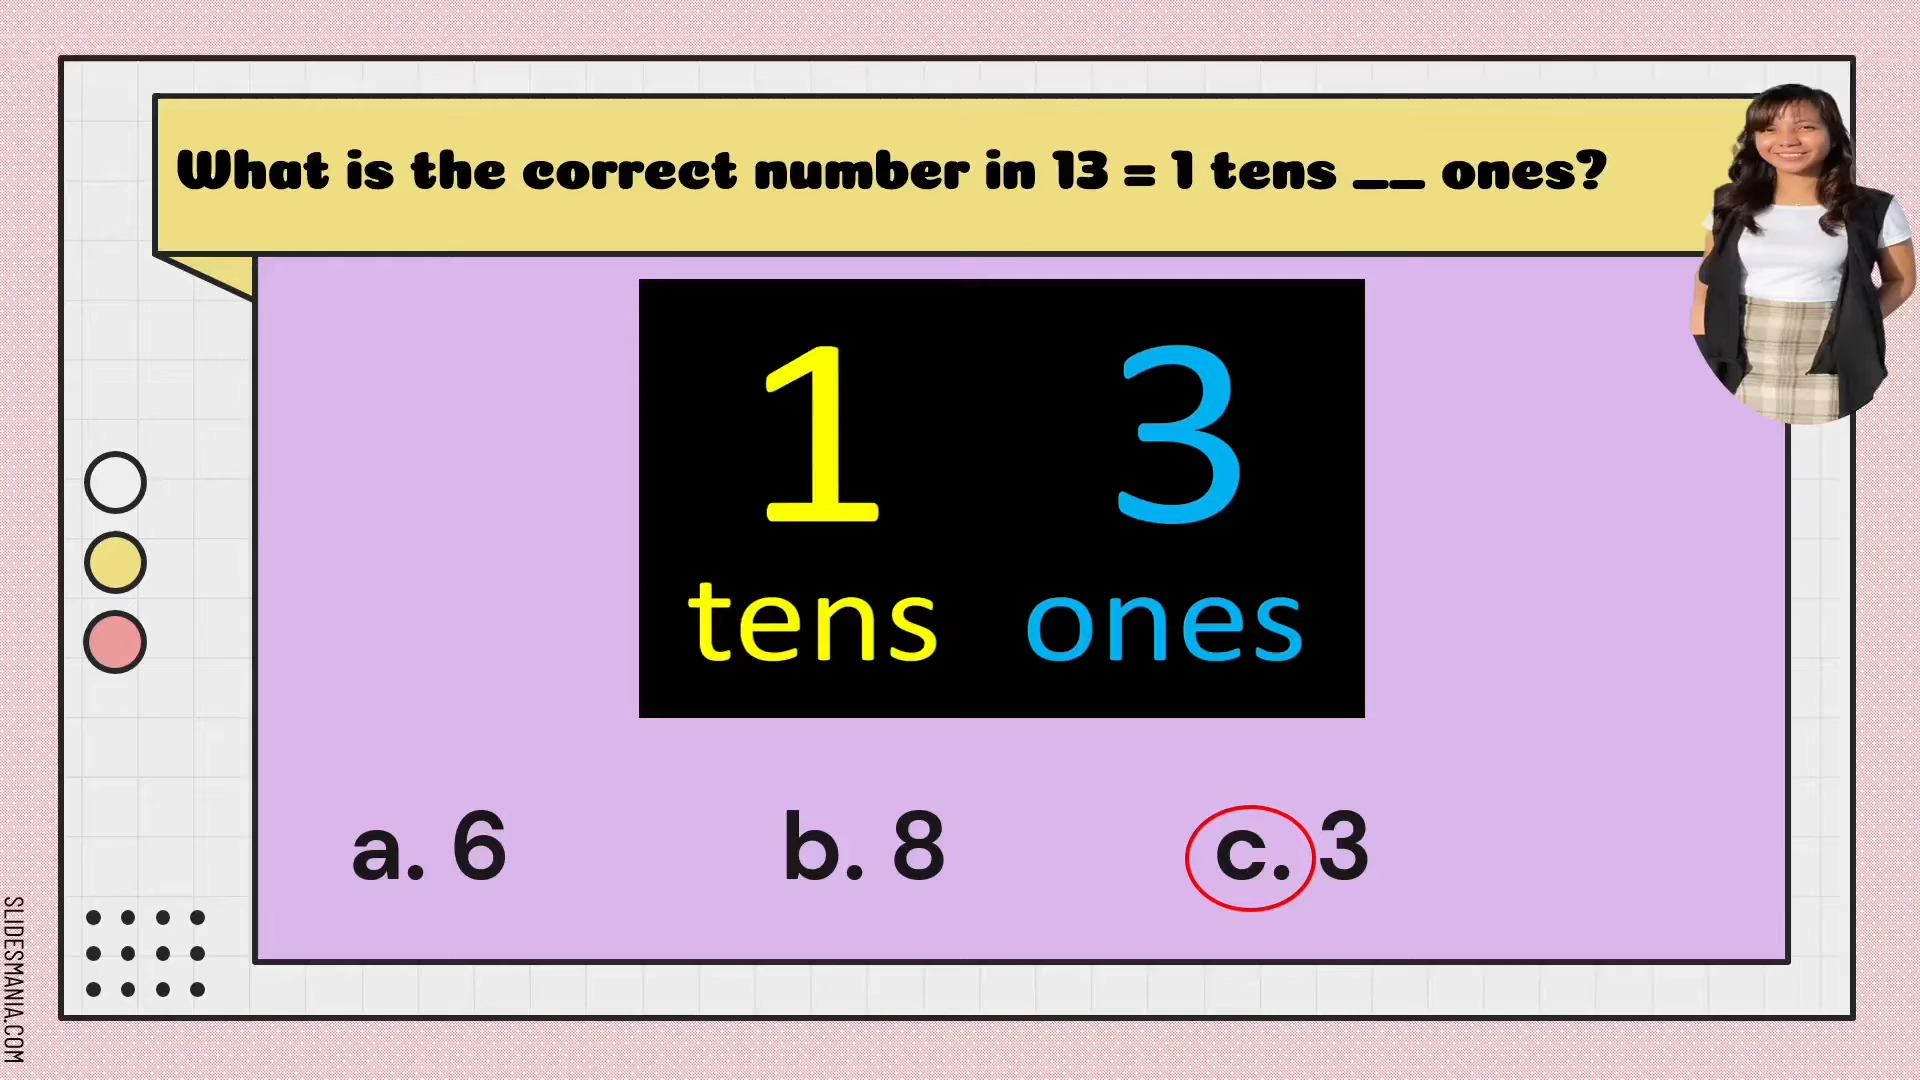 What is the correct number in 13 = 1 tens __ ones?
1 3
tens ones
a. 6 b. 8 c. 3
SLIDESMANIA.COM